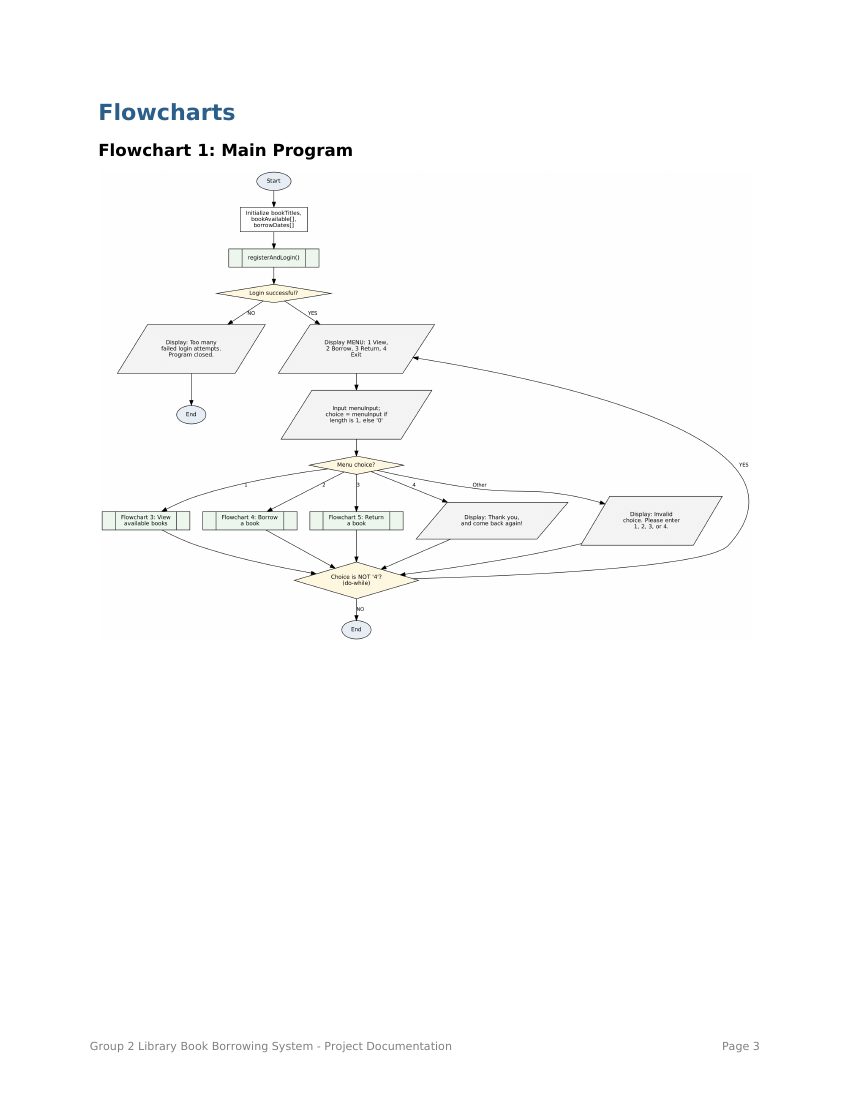 Flowcharts
Flowchart 1: Main Program
Start
Initialize bookTitles,
bookAvailable[],
borrowDates[]
registerAndLogin()
Login successful?
NO
YES
Display: Too many
failed login attempts.
Program closed.
Display MENU: 1 View,
2 Borrow, 3 Return, 4
Exit
End
Input menuInput;
choice = menuInput if
length is 1, else '0'
Menu choice?
YES
1
2
3
4
Other
Flowchart 3: View
available books
Flowchart 4: Borrow
a book
Flowchart 5: Return
a book
Display: Thank you,
and come back again!
Display: Invalid
choice. Please enter
1, 2, 3, or 4.
Choice is NOT '4'?
(do-while)
NO
End
Group 2 Library Book Borrowing System - Project Documentation
Page 3